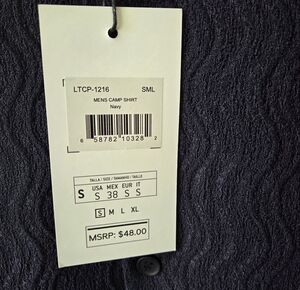 LTCP-1216 SML
MENS CAMP SHIRT
Navy
6 58782 10328 2
TALLA / SIZE / TAMANHO / TAILLE
S USA MEX EUR IT
S 38 S S
S M L XL
MSRP: $48.00